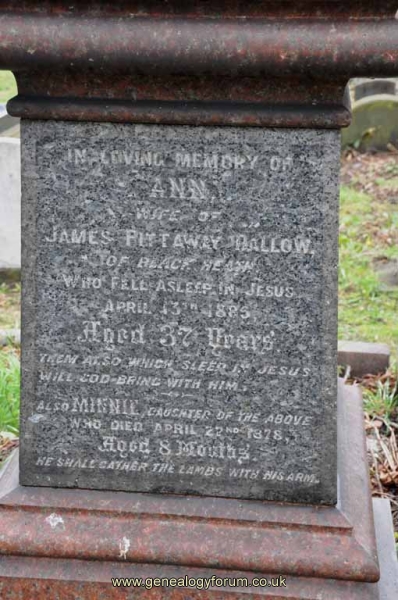 IN LOVING MEMORY OF
ANN,
WIFE OF
JAMES PITTAWAY DALLOW,
OF BLACK HEATH
WHO FELL ASLEEP IN JESUS
APRIL 13TH 1885
Aged 37 Years
THEM ALSO WHICH SLEEP IN JESUS
WILL GOD BRING WITH HIM.
ALSO MINNIE, DAUGHTER OF THE ABOVE
WHO DIED APRIL 22ND 1878,
Aged 8 Months.
HE SHALL GATHER THE LAMBS WITH HIS ARM.
www.genealogyforum.co.uk